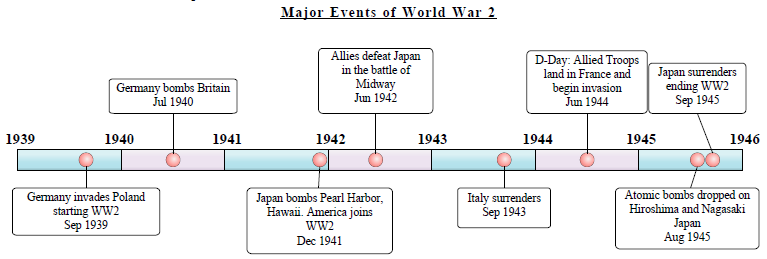 Major Events of World War 2
Allies defeat Japan
in the battle of
Midway
Jun 1942
D-Day: Allied Troops
land in France and
begin invasion
Jun 1944
Japan surrenders
ending WW2
Sep 1945
Germany bombs Britain
Jul 1940
1939 1940 1941 1942 1943 1944 1945 1946
Germany invades Poland
starting WW2
Sep 1939
Japan bombs Pearl Harbor,
Hawaii. America joins
WW2
Dec 1941
Italy surrenders
Sep 1943
Atomic bombs dropped on
Hiroshima and Nagasaki
Japan
Aug 1945